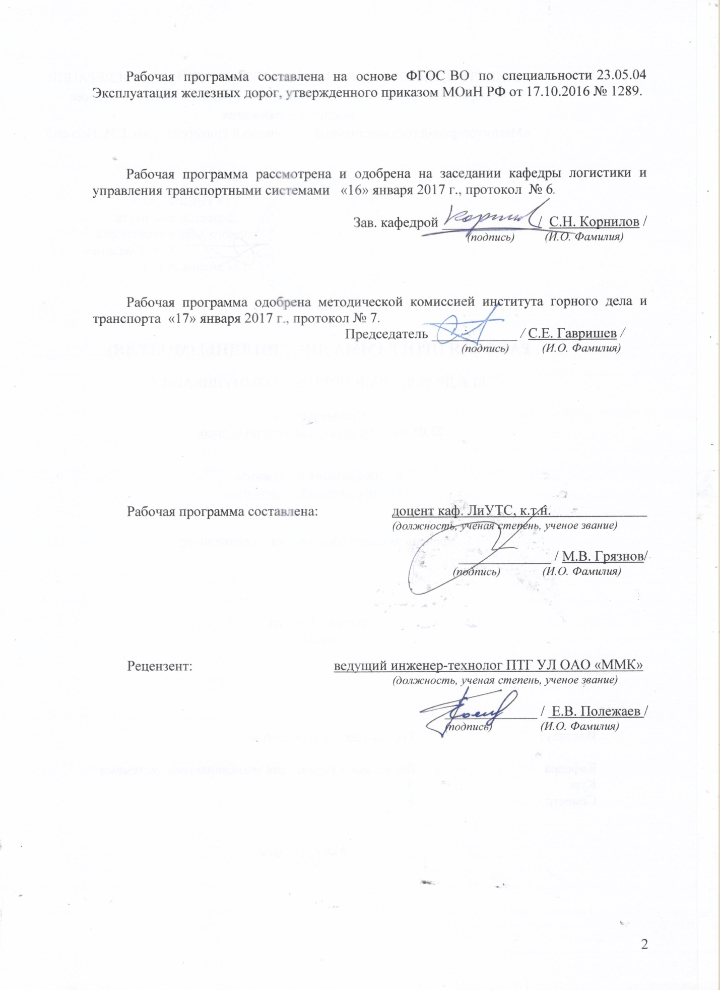 Рабочая программа составлена на основе ФГОС ВО по специальности 23.05.04
Эксплуатация железных дорог, утвержденного приказом МОиН РФ от 17.10.2016 № 1289.
Рабочая программа рассмотрена и одобрена на заседании кафедры логистики и
управления транспортными системами «16» января 2017 г., протокол № 6.
Зав. кафедрой ______________/ С.Н. Корнилов /
(подпись) (И.О. Фамилия)
Рабочая программа одобрена методической комиссией института горного дела и
транспорта «17» января 2017 г., протокол № 7.
Председатель ____________ / С.Е. Гавришев /
(подпись) (И.О. Фамилия)
Рабочая программа составлена: доцент каф. ЛиУТС, к.т.н.
(должность, ученая степень, ученое звание)
_____________ / М.В. Грязнов/
(подпись) (И.О. Фамилия)
Рецензент: ведущий инженер-технолог ПТГ УЛ ОАО «ММК»
(должность, ученая степень, ученое звание)
_____________ / Е.В. Полежаев /
(подпись) (И.О. Фамилия)
2